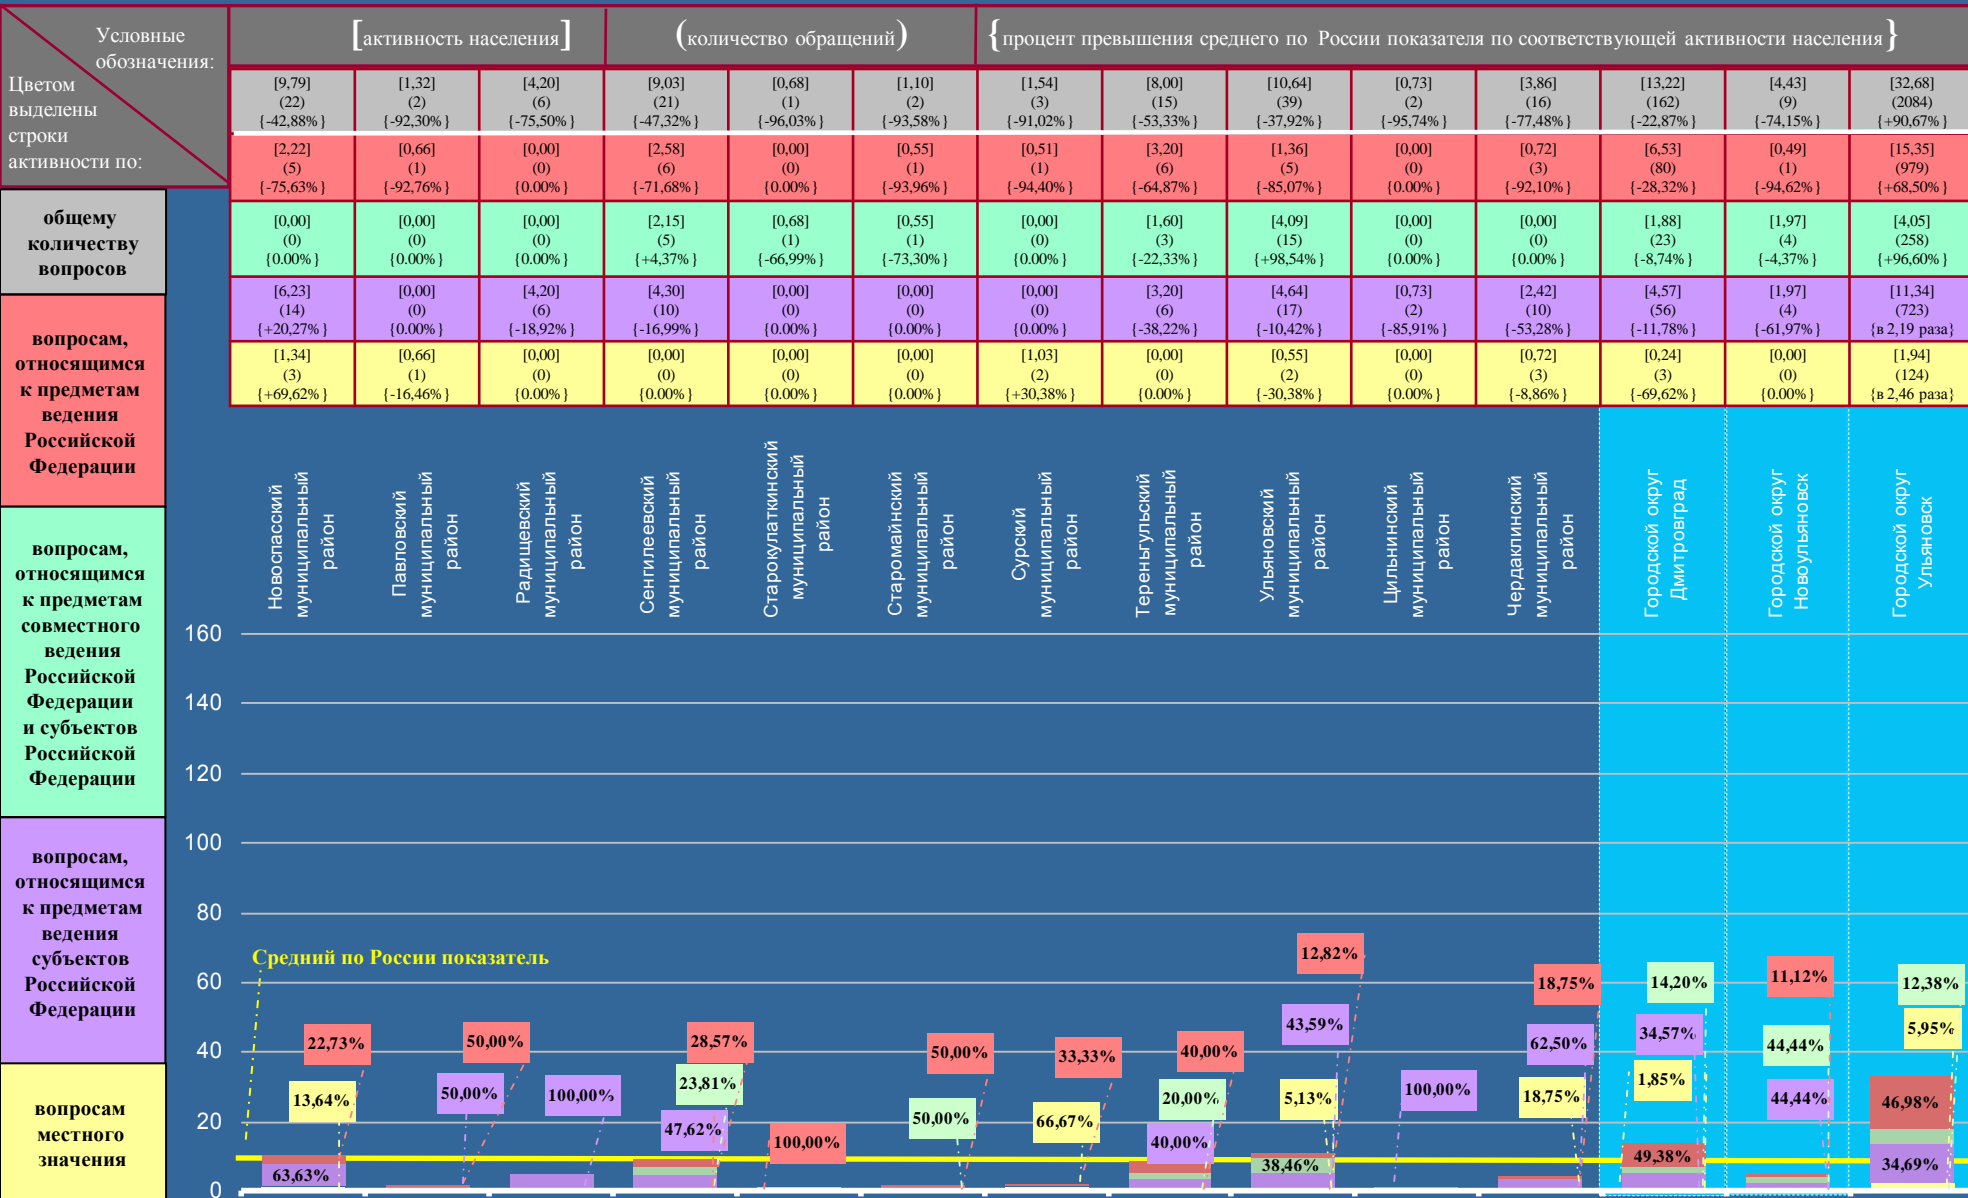 Условные
обозначения:
Цветом
выделены
строки
активности по:
[активность населения]
(количество обращений)
{процент превышения среднего по России показателя по соответствующей активности населения}
[9,79] [1,32] [4,20] [9,03] [0,68] [1,10] [1,54] [8,00] [10,64] [0,73] [3,86] [13,22] [4,43] [32,68]
(22) (2) (6) (21) (1) (2) (3) (15) (39) (2) (16) (162) (9) (2084)
{-42,88%} {-92,30%} {-75,50%} {-47,32%} {-96,03%} {-93,58%} {-91,02%} {-53,33%} {-37,92%} {-95,74%} {-77,48%} {-22,87%} {-74,15%} {+90,67%}
[2,22] [0,66] [0,00] [2,58] [0,00] [0,55] [0,51] [3,20] [1,36] [0,00] [0,72] [6,53] [0,49] [15,35]
(5) (1) (0) (6) (0) (1) (1) (6) (5) (0) (3) (80) (1) (979)
{-75,63%} {-92,76%} {0.00%} {-71,68%} {0.00%} {-93,96%} {-94,40%} {-64,87%} {-85,07%} {0.00%} {-92,10%} {-28,32%} {-94,62%} {+68,50%}
[0,00] [0,00] [0,00] [2,15] [0,68] [0,55] [0,00] [1,60] [4,09] [0,00] [0,00] [1,88] [1,97] [4,05]
(0) (0) (0) (5) (1) (1) (0) (3) (15) (0) (0) (23) (4) (258)
{0.00%} {0.00%} {0.00%} {+4,37%} {-66,99%} {-73,30%} {0.00%} {-22,33%} {+98,54%} {0.00%} {0.00%} {-8,74%} {-4,37%} {+96,60%}
[6,23] [0,00] [4,20] [4,30] [0,00] [0,00] [0,00] [3,20] [4,64] [0,73] [2,42] [4,57] [1,97] [11,34]
(14) (0) (6) (10) (0) (0) (0) (6) (17) (2) (10) (56) (4) (723)
{+20,27%} {0.00%} {-18,92%} {-16,99%} {0.00%} {0.00%} {0.00%} {-38,22%} {-10,42%} {-85,91%} {-53,28%} {-11,78%} {-61,97%} {в 2,19 раза}
[1,34] [0,66] [0,00] [0,00] [0,00] [0,00] [1,03] [0,00] [0,55] [0,00] [0,72] [0,24] [0,00] [1,94]
(3) (1) (0) (0) (0) (0) (2) (0) (2) (0) (3) (3) (0) (124)
{+69,62%} {-16,46%} {0.00%} {0.00%} {0.00%} {0.00%} {+30,38%} {0.00%} {-30,38%} {0.00%} {-8,86%} {-69,62%} {0.00%} {в 2,46 раза}
общему
количеству
вопросов
вопросам,
относящимся
к предметам
ведения
Российской
Федерации
вопросам,
относящимся
к предметам
совместного
ведения
Российской
Федерации
и субъектов
Российской
Федерации
вопросам,
относящимся
к предметам
ведения
субъектов
Российской
Федерации
вопросам
местного
значения
Новоспасский
муниципальный
район
Павловский
муниципальный
район
Радищевский
муниципальный
район
Сенгилеевский
муниципальный
район
Старокулаткинский
муниципальный
район
Старомайнский
муниципальный
район
Сурский
муниципальный
район
Тереньгульский
муниципальный
район
Ульяновский
муниципальный
район
Цильнинский
муниципальный
район
Чердаклинский
муниципальный
район
Городской округ
Дмитровград
Городской округ
Новоульяновск
Городской округ
Ульяновск
160
140
120
100
80
60
40
20
0
Средний по России показатель
22,73%
13,64%
63,63%
50,00%
50,00%
100,00%
28,57%
23,81%
47,62%
100,00%
50,00%
50,00%
33,33%
66,67%
40,00%
20,00%
40,00%
12,82%
43,59%
5,13%
38,46%
100,00%
18,75%
62,50%
18,75%
14,20%
34,57%
1,85%
49,38%
11,12%
44,44%
44,44%
12,38%
5,95%
46,98%
34,69%